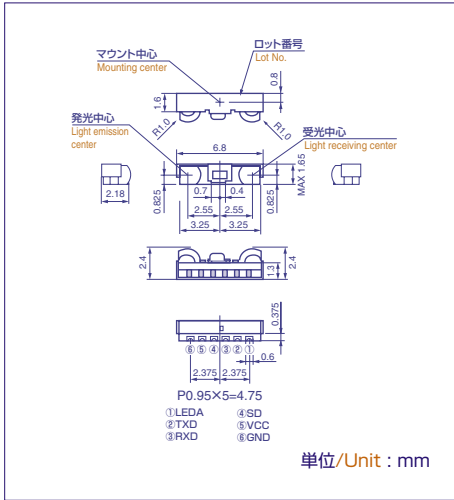 マウント中心
Mounting center
ロット番号
Lot No.
1.6
0.8
R1.0
R1.0
発光中心
Light emission
center
受光中心
Light receiving center
6.8
MAX 1.65
2.18
0.825
0.7
0.4
0.825
2.55
2.55
3.25
3.25
2.4
1.3
2.4
0.375
⑥⑤④③②①
0.6
2.375
2.375
P0.95×5=4.75
①LEDA ④SD
②TXD ⑤VCC
③RXD ⑥GND
単位/Unit : mm